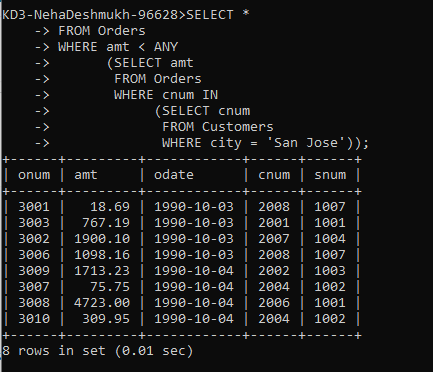 KD3-NehaDeshmukh-96628>SELECT *
    -> FROM Orders
    -> WHERE amt < ANY
    ->       (SELECT amt
    ->        FROM Orders
    ->        WHERE cnum IN
    ->             (SELECT cnum
    ->              FROM Customers
    ->              WHERE city = 'San Jose'));
+------+---------+------------+------+------+
| onum | amt     | odate      | cnum | snum |
+------+---------+------------+------+------+
| 3001 |   18.69 | 1990-10-03 | 2008 | 1007 |
| 3003 |  767.19 | 1990-10-03 | 2001 | 1001 |
| 3002 | 1900.10 | 1990-10-03 | 2007 | 1004 |
| 3006 | 1098.16 | 1990-10-03 | 2008 | 1007 |
| 3009 | 1713.23 | 1990-10-04 | 2002 | 1003 |
| 3007 |   75.75 | 1990-10-04 | 2004 | 1002 |
| 3008 | 4723.00 | 1990-10-04 | 2006 | 1001 |
| 3010 |  309.95 | 1990-10-04 | 2004 | 1002 |
+------+---------+------------+------+------+
8 rows in set (0.01 sec)